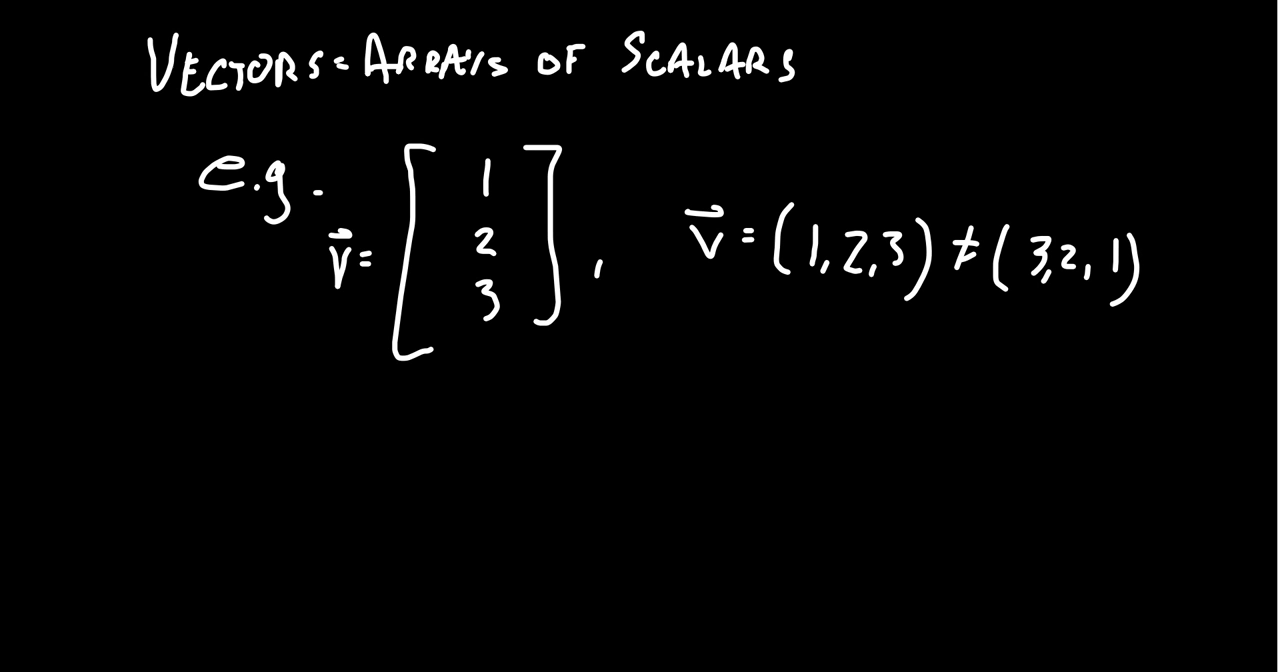 VECTORS = ARRAYS OF SCALARS
e.g. v⃗ = [1 2 3], v⃗ = (1,2,3) ≠ (3,2,1)